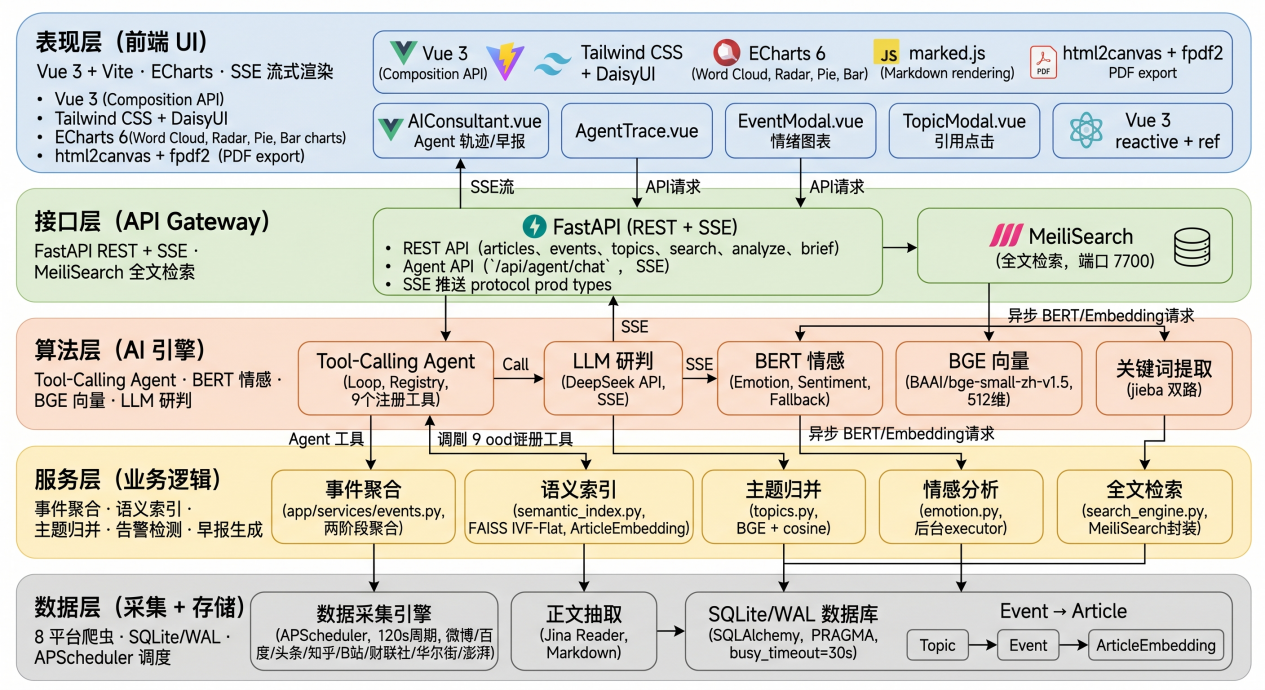 表现层（前端 UI）
Vue 3 + Vite · ECharts · SSE 流式渲染
• Vue 3 (Composition API)
• Tailwind CSS + DaisyUI
• ECharts 6(Word Cloud, Radar, Pie, Bar charts)
• html2canvas + fpdf2 (PDF export)
Vue 3
(Composition API)
Tailwind CSS
+ DaisyUI
ECharts 6
(Word Cloud, Radar, Pie, Bar)
JS
marked.js
(Markdown rendering)
PDF
html2canvas + fpdf2
PDF export
AIConsultant.vue
Agent 轨迹/早报
AgentTrace.vue
EventModal.vue
情绪图表
TopicModal.vue
引用点击
Vue 3
reactive + ref
SSE流
API请求
API请求
接口层（API Gateway）
FastAPI REST + SSE ·
MeiliSearch 全文检索
FastAPI (REST + SSE)
• REST API（articles、events、topics、search、analyze、brief）
• Agent API（`/api/agent/chat`， SSE）
• SSE 推送 protocol prod types
MeiliSearch
(全文检索，端口 7700)
SSE
异步 BERT/Embedding请求
算法层（AI 引擎）
Tool-Calling Agent · BERT 情感 ·
BGE 向量 · LLM 研判
Tool-Calling Agent
(Loop, Registry,
9个注册工具)
Call
LLM 研判
(DeepSeek API,
SSE)
SSE
BERT 情感
(Emotion, Sentiment,
Fallback)
BGE 向量
(BAAI/bge-small-zh-v1.5,
512维)
关键词提取
(jieba 双路)
Agent 工具
9 ood
异步 BERT/Embedding请求
服务层（业务逻辑）
事件聚合 · 语义索引 ·
主题归并 · 告警检测 · 早报生成
事件聚合
(app/services/events.py,
两阶段聚合)
语义索引
(semantic_index.py,
FAISS IVF-Flat, ArticleEmbedding)
主题归并
(topics.py,
BGE + cosine)
情感分析
(emotion.py,
后台executor)
全文检索
(search_engine.py,
MeiliSearch封装)
数据层（采集 + 存储）
8 平台爬虫 · SQLite/WAL ·
APScheduler 调度
数据采集引擎
(APScheduler, 120s周期, 微博/百
度/头条/知乎/B站/财联社/华尔街/澎湃)
正文抽取
(Jina Reader,
Markdown)
SQLite/WAL 数据库
(SQLAlchemy, PRAGMA,
busy_timeout=30s)
Event → Article
Topic
Event
ArticleEmbedding